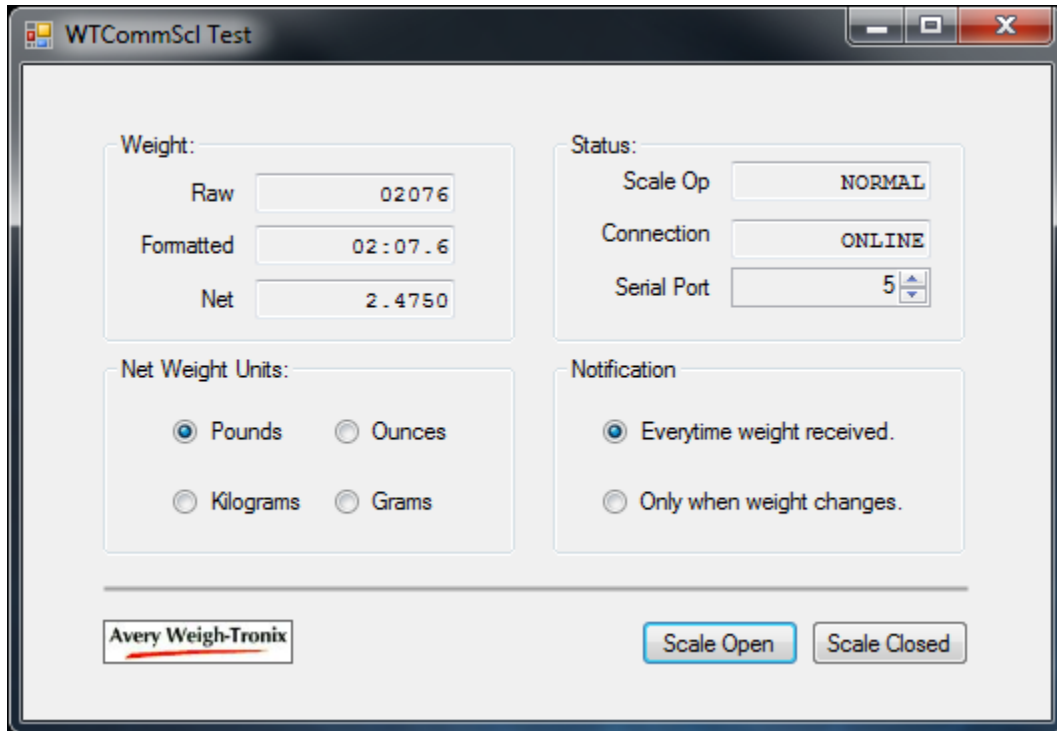 WTCommScl Test
Weight:
Raw 02076
Formatted 02:07.6
Net 2.4750
Status:
Scale Op NORMAL
Connection ONLINE
Serial Port 5
Net Weight Units:
Pounds Ounces
Kilograms Grams
Notification
Everytime weight received.
Only when weight changes.
Avery Weigh-Tronix
Scale Open Scale Closed